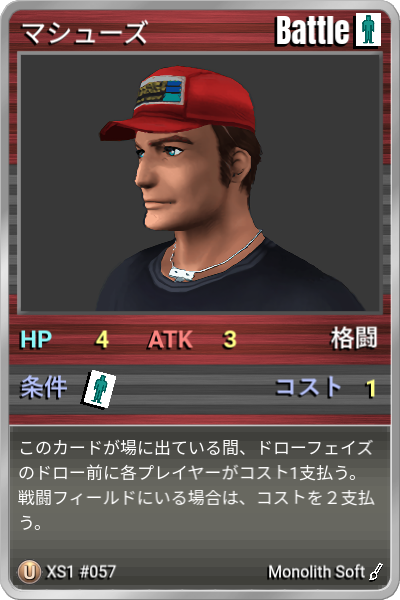 マシューズ Battle
HP 4 ATK 3 格闘
条件 コスト 1
このカードが場に出ている間、ドローフェイズ
のドロー前に各プレイヤーがコスト1支払う。
戦闘フィールドにいる場合は、コストを２支払
う。
U XS1 #057 Monolith Soft